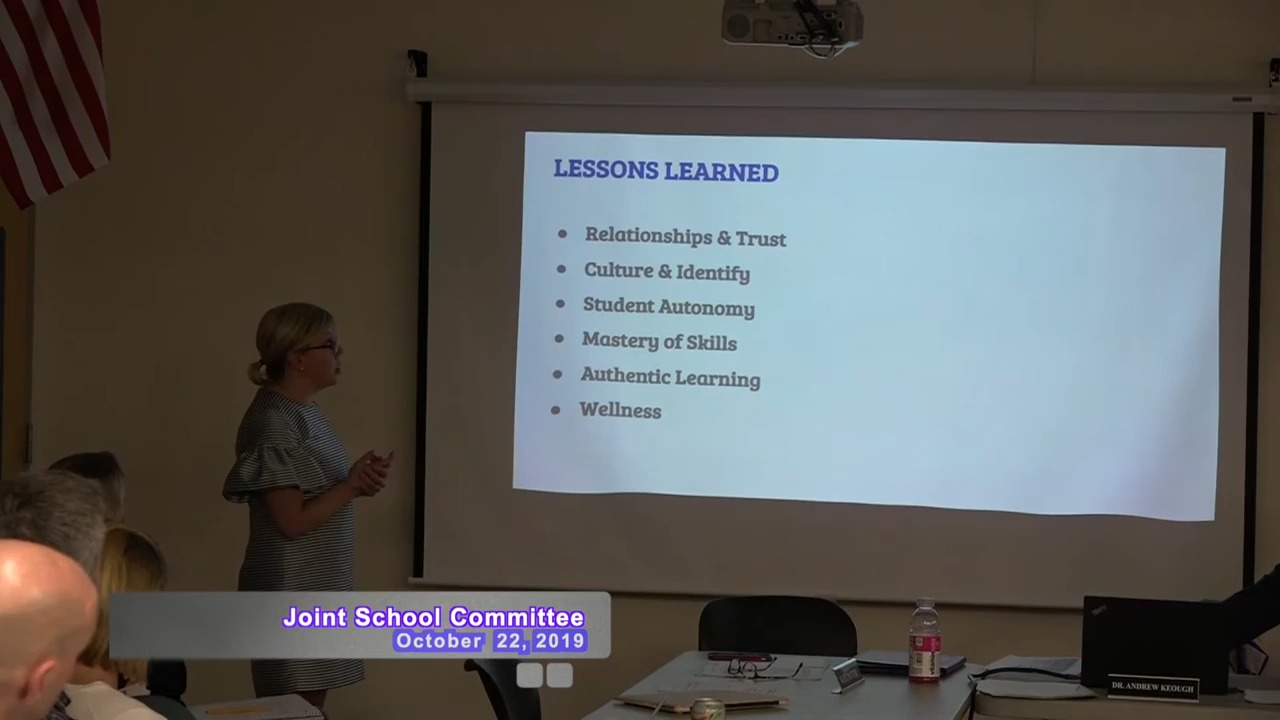 LESSONS LEARNED
• Relationships & Trust
• Culture & Identify
• Student Autonomy
• Mastery of Skills
• Authentic Learning
• Wellness
Joint School Committee
October 22, 2019
DR. ANDREW KEOUGH